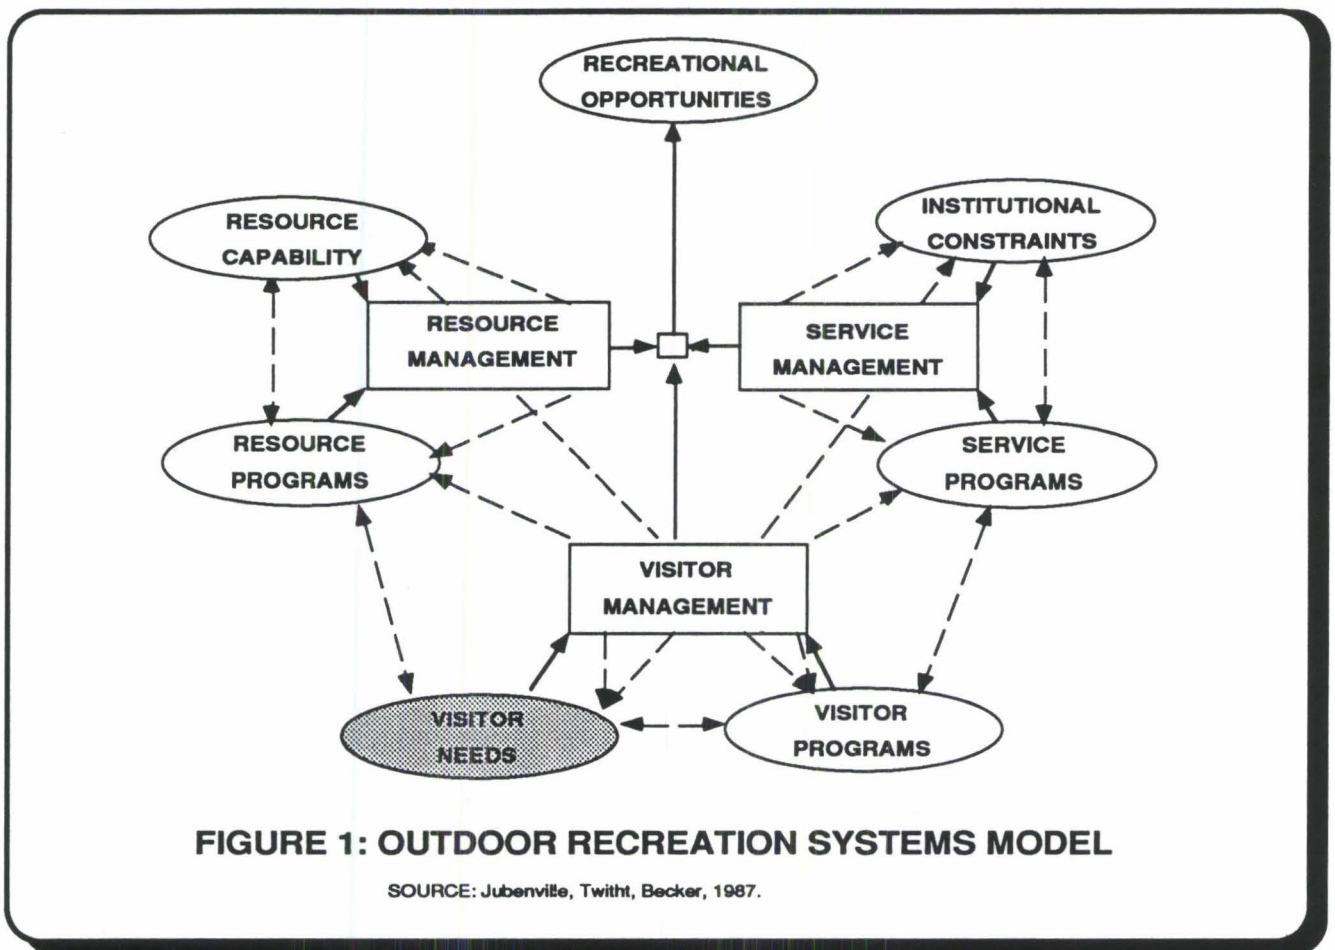 RECREATIONAL
OPPORTUNITIES
RESOURCE
CAPABILITY
INSTITUTIONAL
CONSTRAINTS
RESOURCE
MANAGEMENT
SERVICE
MANAGEMENT
RESOURCE
PROGRAMS
SERVICE
PROGRAMS
VISITOR
MANAGEMENT
VISITOR
NEEDS
VISITOR
PROGRAMS
FIGURE 1: OUTDOOR RECREATION SYSTEMS MODEL
SOURCE: Jubenville, Twitht, Becker, 1987.